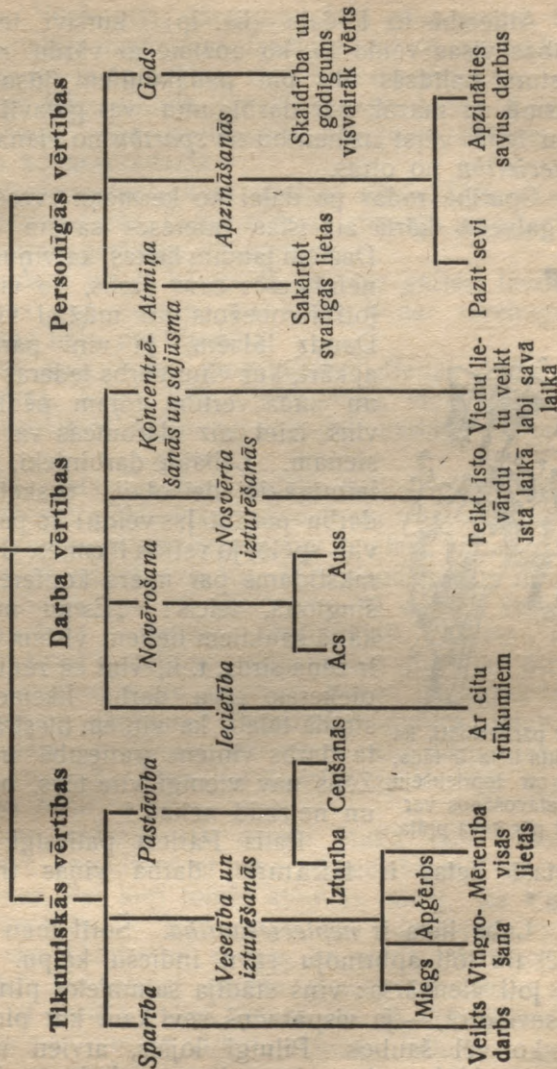 Tikumiskās vērtības
Darba vērtības
Personīgās vērtības
Sparība
Veselība un
izturēšanās
Pastāvība
Iecietība
Novērošana
Nosvērta
izturēšanās
Koncentrē-
šanās un sajūsma
Atmiņa
Apzināšanās
Gods
Izturība
Cenšanās
Acs
Auss
Sakārtot
svarīgās lietas
Skaidrība un
godīgums
visvairāk vērts
Veikts
darbs
Miegs
Vingro-
šana
Apģērbs
Mērenība
visās
lietās
Ar citu
trūkumiem
Teikt īsto
vārdu
īstā laikā
Vienu lie-
tu veikt
labi savā
laikā
Pazīt sevi
Apzināties
savus darbus